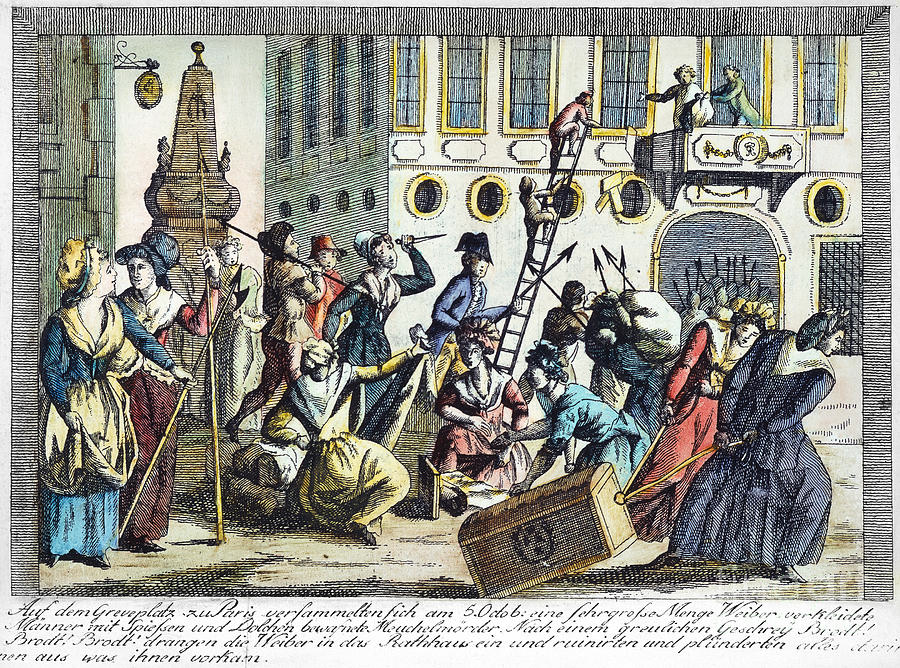 Auf dem Greveplatz zu Paris versammelten sich am 5 Octob: eine sehr große Menge Weiber verkleidete
Männer mit Spießen und Dolchen bewafnete Meuchelmörder. Nach einem greulichen Geschrey Brodt!
Brodt! Brodt! drangen die Weiber in das Rathhaus ein und ruinirten und plünderten alles da
nen aus was ihnen vorkam.